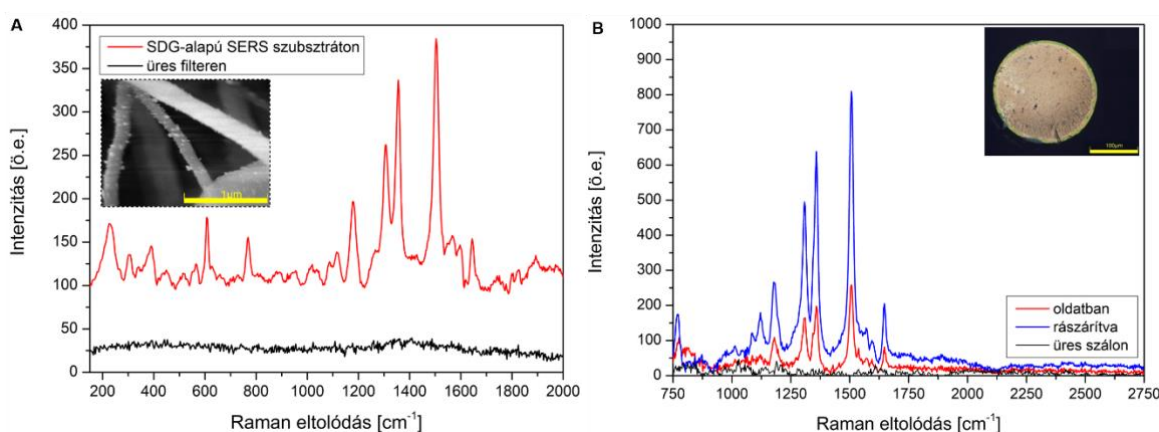 A
400
350
300
250
200
150
100
50
0
Intenzitás [ö.e.]
SDG-alapú SERS szubsztráton
üres filteren
1µm
200 400 600 800 1000 1200 1400 1600 1800 2000
Raman eltolódás [cm⁻¹]
B
1000
900
800
700
600
500
400
300
200
100
0
Intenzitás [ö.e.]
100µm
oldatban
rászárítva
üres szálon
750 1000 1250 1500 1750 2000 2250 2500 2750
Raman eltolódás [cm⁻¹]